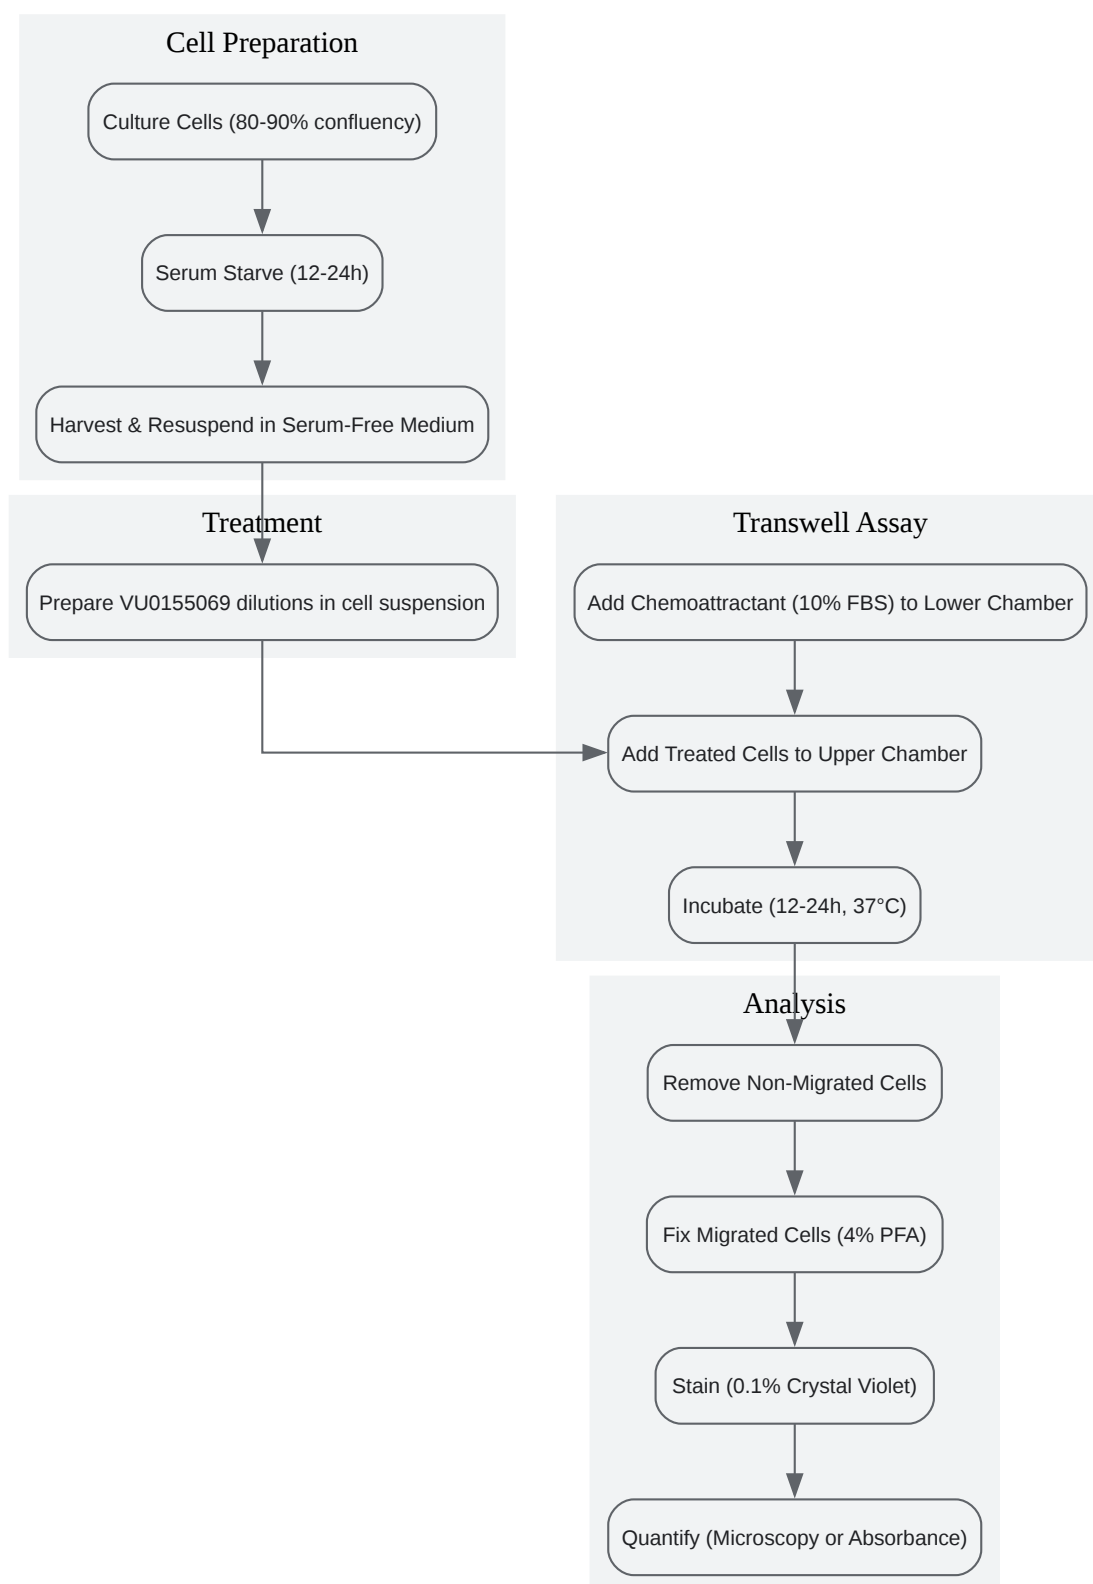 Cell Preparation
Culture Cells (80-90% confluency)
Serum Starve (12-24h)
Harvest & Resuspend in Serum-Free Medium
Treatment
Prepare VU0155069 dilutions in cell suspension
Transwell Assay
Add Chemoattractant (10% FBS) to Lower Chamber
Add Treated Cells to Upper Chamber
Incubate (12-24h, 37°C)
Analysis
Remove Non-Migrated Cells
Fix Migrated Cells (4% PFA)
Stain (0.1% Crystal Violet)
Quantify (Microscopy or Absorbance)